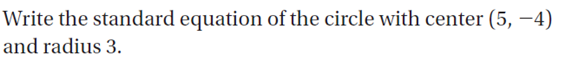 Write the standard equation of the circle with center (5, −4)
and radius 3.